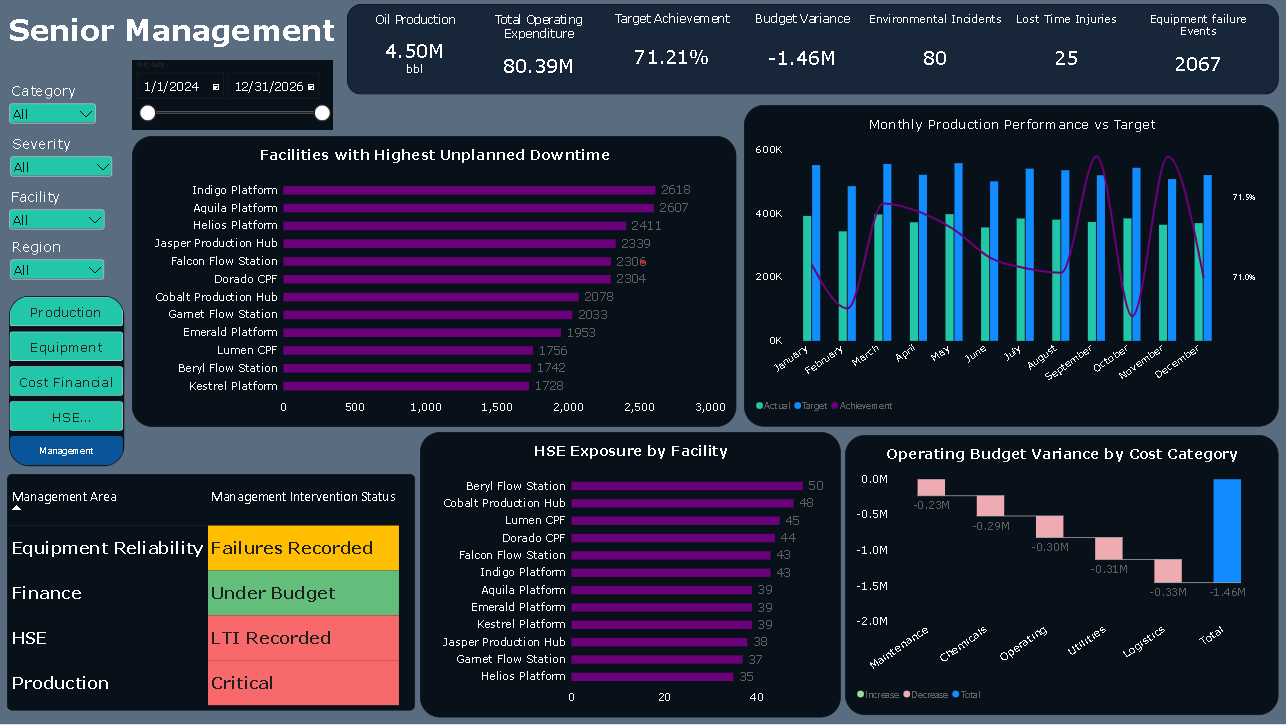 Senior Management
Oil Production
4.50M
bbl
Total Operating
Expenditure
80.39M
Target Achievement
71.21%
Budget Variance
-1.46M
Environmental Incidents
80
Lost Time Injuries
25
Equipment failure
Events
2067
full_date
1/1/2024
12/31/2026
Category
All
Severity
All
Facility
All
Region
All
Production
Equipment
Cost Financial
HSE...
Management
Facilities with Highest Unplanned Downtime
Indigo Platform 2618
Aquila Platform 2607
Helios Platform 2411
Jasper Production Hub 2339
Falcon Flow Station 2306
Dorado CPF 2304
Cobalt Production Hub 2078
Garnet Flow Station 2033
Emerald Platform 1953
Lumen CPF 1756
Beryl Flow Station 1742
Kestrel Platform 1728
0 500 1,000 1,500 2,000 2,500 3,000
Monthly Production Performance vs Target
600K
400K
200K
0K
71.5%
71.0%
January February March April May June July August September October November December
Actual Target Achievement
Management Area Management Intervention Status
Equipment Reliability Failures Recorded
Finance Under Budget
HSE LTI Recorded
Production Critical
HSE Exposure by Facility
Beryl Flow Station 50
Cobalt Production Hub 48
Lumen CPF 45
Dorado CPF 44
Falcon Flow Station 43
Indigo Platform 43
Aquila Platform 39
Emerald Platform 39
Kestrel Platform 39
Jasper Production Hub 38
Garnet Flow Station 37
Helios Platform 35
0 20 40
Operating Budget Variance by Cost Category
0.0M
-0.5M
-1.0M
-1.5M
-2.0M
-0.23M
-0.29M
-0.30M
-0.31M
-0.33M
-1.46M
Maintenance Chemicals Operating Utilities Logistics Total
Increase Decrease Total